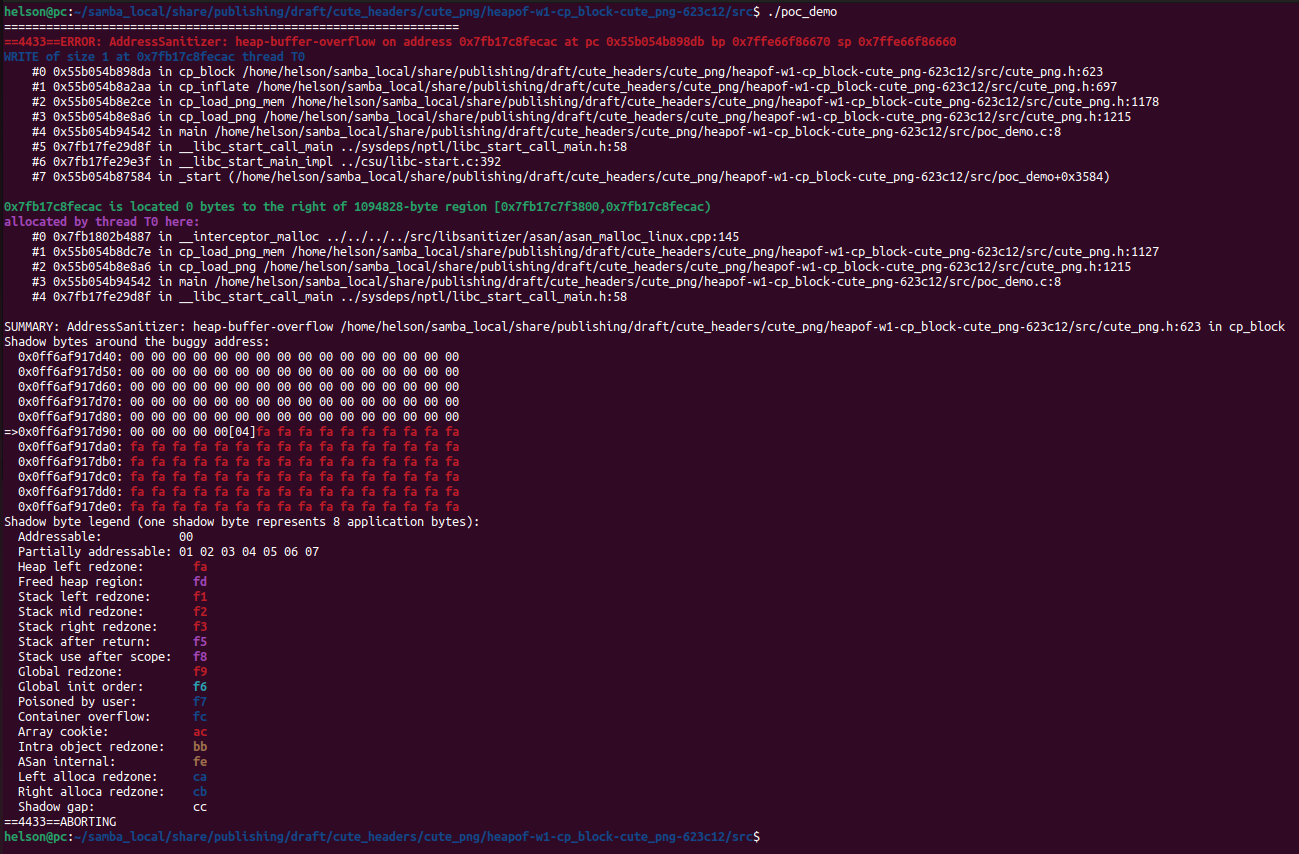 helson@pc:~/samba_local/share/publishing/draft/cute_headers/cute_png/heapof-w1-cp_block-cute_png-623c12/src$ ./poc_demo
=================================================================
==4433==ERROR: AddressSanitizer: heap-buffer-overflow on address 0x7fb17c8fecac at pc 0x55b054b898db bp 0x7ffe66f86670 sp 0x7ffe66f86660
WRITE of size 1 at 0x7fb17c8fecac thread T0
    #0 0x55b054b898da in cp_block /home/helson/samba_local/share/publishing/draft/cute_headers/cute_png/heapof-w1-cp_block-cute_png-623c12/src/cute_png.h:623
    #1 0x55b054b8a2aa in cp_inflate /home/helson/samba_local/share/publishing/draft/cute_headers/cute_png/heapof-w1-cp_block-cute_png-623c12/src/cute_png.h:697
    #2 0x55b054b8e2ce in cp_load_png_mem /home/helson/samba_local/share/publishing/draft/cute_headers/cute_png/heapof-w1-cp_block-cute_png-623c12/src/cute_png.h:1178
    #3 0x55b054b8e8a6 in cp_load_png /home/helson/samba_local/share/publishing/draft/cute_headers/cute_png/heapof-w1-cp_block-cute_png-623c12/src/cute_png.h:1215
    #4 0x55b054b94542 in main /home/helson/samba_local/share/publishing/draft/cute_headers/cute_png/heapof-w1-cp_block-cute_png-623c12/src/poc_demo.c:8
    #5 0x7fb17fe29d8f in __libc_start_call_main ../sysdeps/nptl/libc_start_call_main.h:58
    #6 0x7fb17fe29e3f in __libc_start_main_impl ../csu/libc-start.c:392
    #7 0x55b054b87584 in _start (/home/helson/samba_local/share/publishing/draft/cute_headers/cute_png/heapof-w1-cp_block-cute_png-623c12/src/poc_demo+0x3584)

0x7fb17c8fecac is located 0 bytes to the right of 1094828-byte region [0x7fb17c7f3800,0x7fb17c8fecac)
allocated by thread T0 here:
    #0 0x7fb1802b4887 in __interceptor_malloc ../../../../src/libsanitizer/asan/asan_malloc_linux.cpp:145
    #1 0x55b054b8dc7e in cp_load_png_mem /home/helson/samba_local/share/publishing/draft/cute_headers/cute_png/heapof-w1-cp_block-cute_png-623c12/src/cute_png.h:1127
    #2 0x55b054b8e8a6 in cp_load_png /home/helson/samba_local/share/publishing/draft/cute_headers/cute_png/heapof-w1-cp_block-cute_png-623c12/src/cute_png.h:1215
    #3 0x55b054b94542 in main /home/helson/samba_local/share/publishing/draft/cute_headers/cute_png/heapof-w1-cp_block-cute_png-623c12/src/poc_demo.c:8
    #4 0x7fb17fe29d8f in __libc_start_call_main ../sysdeps/nptl/libc_start_call_main.h:58

SUMMARY: AddressSanitizer: heap-buffer-overflow /home/helson/samba_local/share/publishing/draft/cute_headers/cute_png/heapof-w1-cp_block-cute_png-623c12/src/cute_png.h:623 in cp_block
Shadow bytes around the buggy address:
  0x0ff6af917d40: 00 00 00 00 00 00 00 00 00 00 00 00 00 00 00 00
  0x0ff6af917d50: 00 00 00 00 00 00 00 00 00 00 00 00 00 00 00 00
  0x0ff6af917d60: 00 00 00 00 00 00 00 00 00 00 00 00 00 00 00 00
  0x0ff6af917d70: 00 00 00 00 00 00 00 00 00 00 00 00 00 00 00 00
  0x0ff6af917d80: 00 00 00 00 00 00 00 00 00 00 00 00 00 00 00 00
=>0x0ff6af917d90: 00 00 00 00 00[04]fa fa fa fa fa fa fa fa fa fa
  0x0ff6af917da0: fa fa fa fa fa fa fa fa fa fa fa fa fa fa fa fa
  0x0ff6af917db0: fa fa fa fa fa fa fa fa fa fa fa fa fa fa fa fa
  0x0ff6af917dc0: fa fa fa fa fa fa fa fa fa fa fa fa fa fa fa fa
  0x0ff6af917dd0: fa fa fa fa fa fa fa fa fa fa fa fa fa fa fa fa
  0x0ff6af917de0: fa fa fa fa fa fa fa fa fa fa fa fa fa fa fa fa
Shadow byte legend (one shadow byte represents 8 application bytes):
  Addressable:           00
  Partially addressable: 01 02 03 04 05 06 07
  Heap left redzone:       fa
  Freed heap region:       fd
  Stack left redzone:      f1
  Stack mid redzone:       f2
  Stack right redzone:     f3
  Stack after return:      f5
  Stack use after scope:   f8
  Global redzone:          f9
  Global init order:       f6
  Poisoned by user:        f7
  Container overflow:      fc
  Array cookie:            ac
  Intra object redzone:    bb
  ASan internal:           fe
  Left alloca redzone:     ca
  Right alloca redzone:    cb
  Shadow gap:              cc
==4433==ABORTING
helson@pc:~/samba_local/share/publishing/draft/cute_headers/cute_png/heapof-w1-cp_block-cute_png-623c12/src$